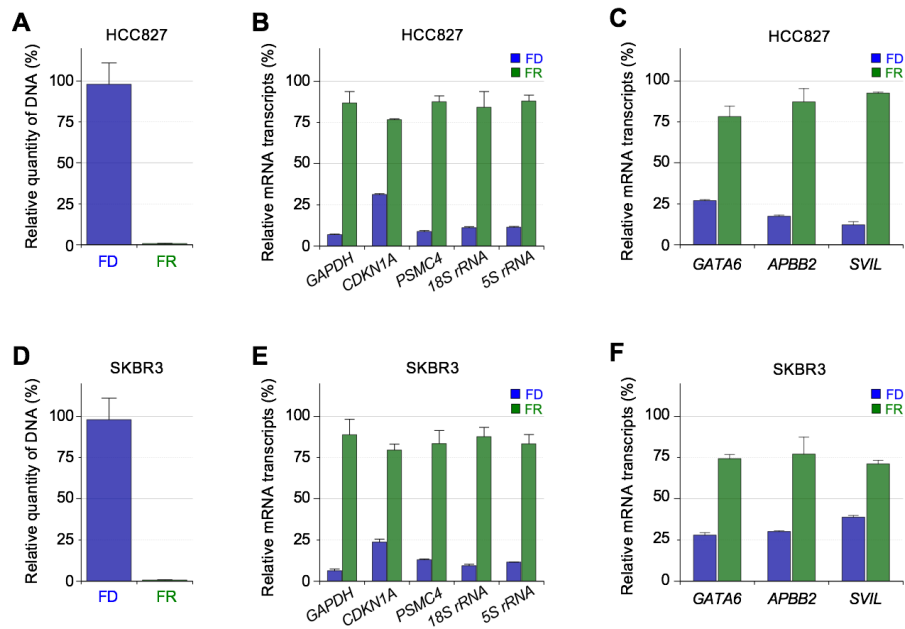 A
HCC827
Relative quantity of DNA (%)
100
75
50
25
0
FD
FR
B
HCC827
FD
FR
Relative mRNA transcripts (%)
100
75
50
25
0
GAPDH
CDKN1A
PSMC4
18S rRNA
5S rRNA
C
HCC827
FD
FR
Relative mRNA transcripts (%)
100
75
50
25
0
GATA6
APBB2
SVIL
D
SKBR3
Relative quantity of DNA (%)
100
75
50
25
0
FD
FR
E
SKBR3
FD
FR
Relative mRNA transcripts (%)
100
75
50
25
0
GAPDH
CDKN1A
PSMC4
18S rRNA
5S rRNA
F
SKBR3
FD
FR
Relative mRNA transcripts (%)
100
75
50
25
0
GATA6
APBB2
SVIL